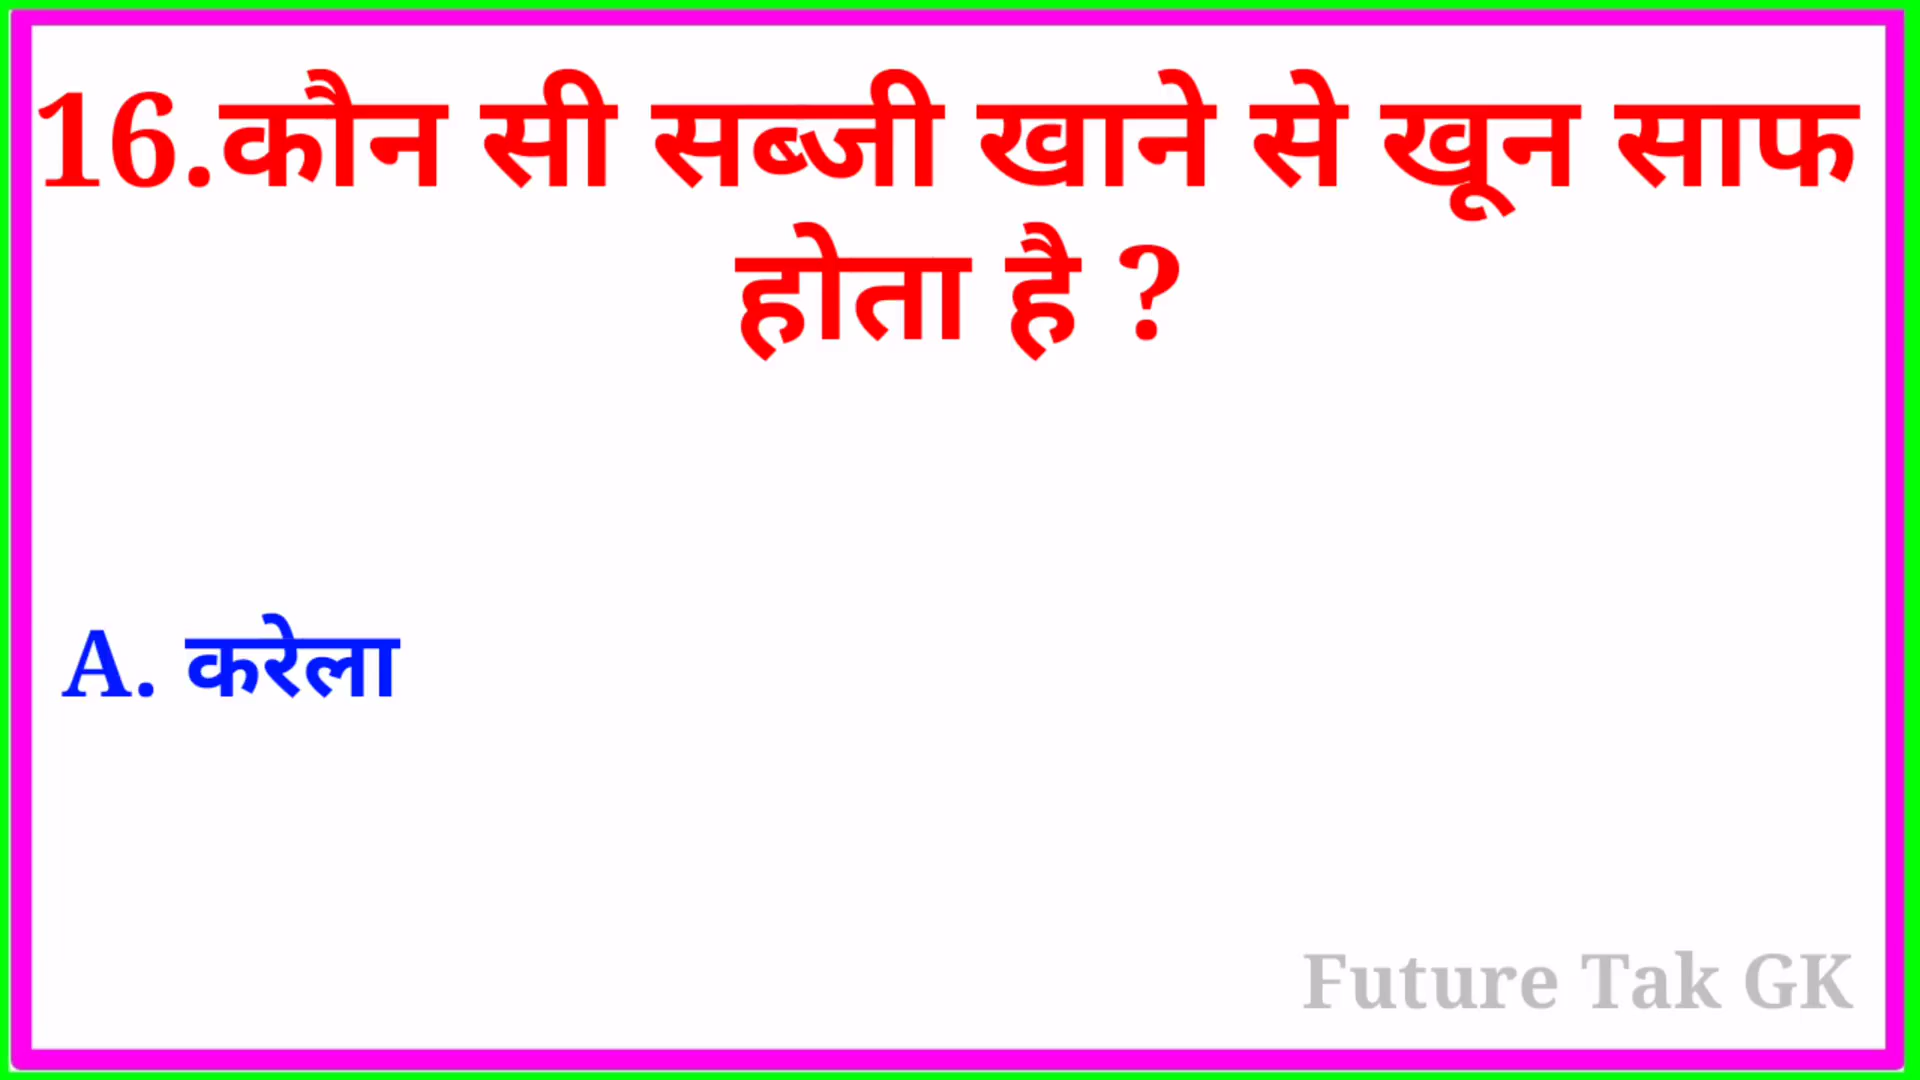 16.कौन सी सब्जी खाने से खून साफ
होता है ?
A. करेला
Future Tak GK